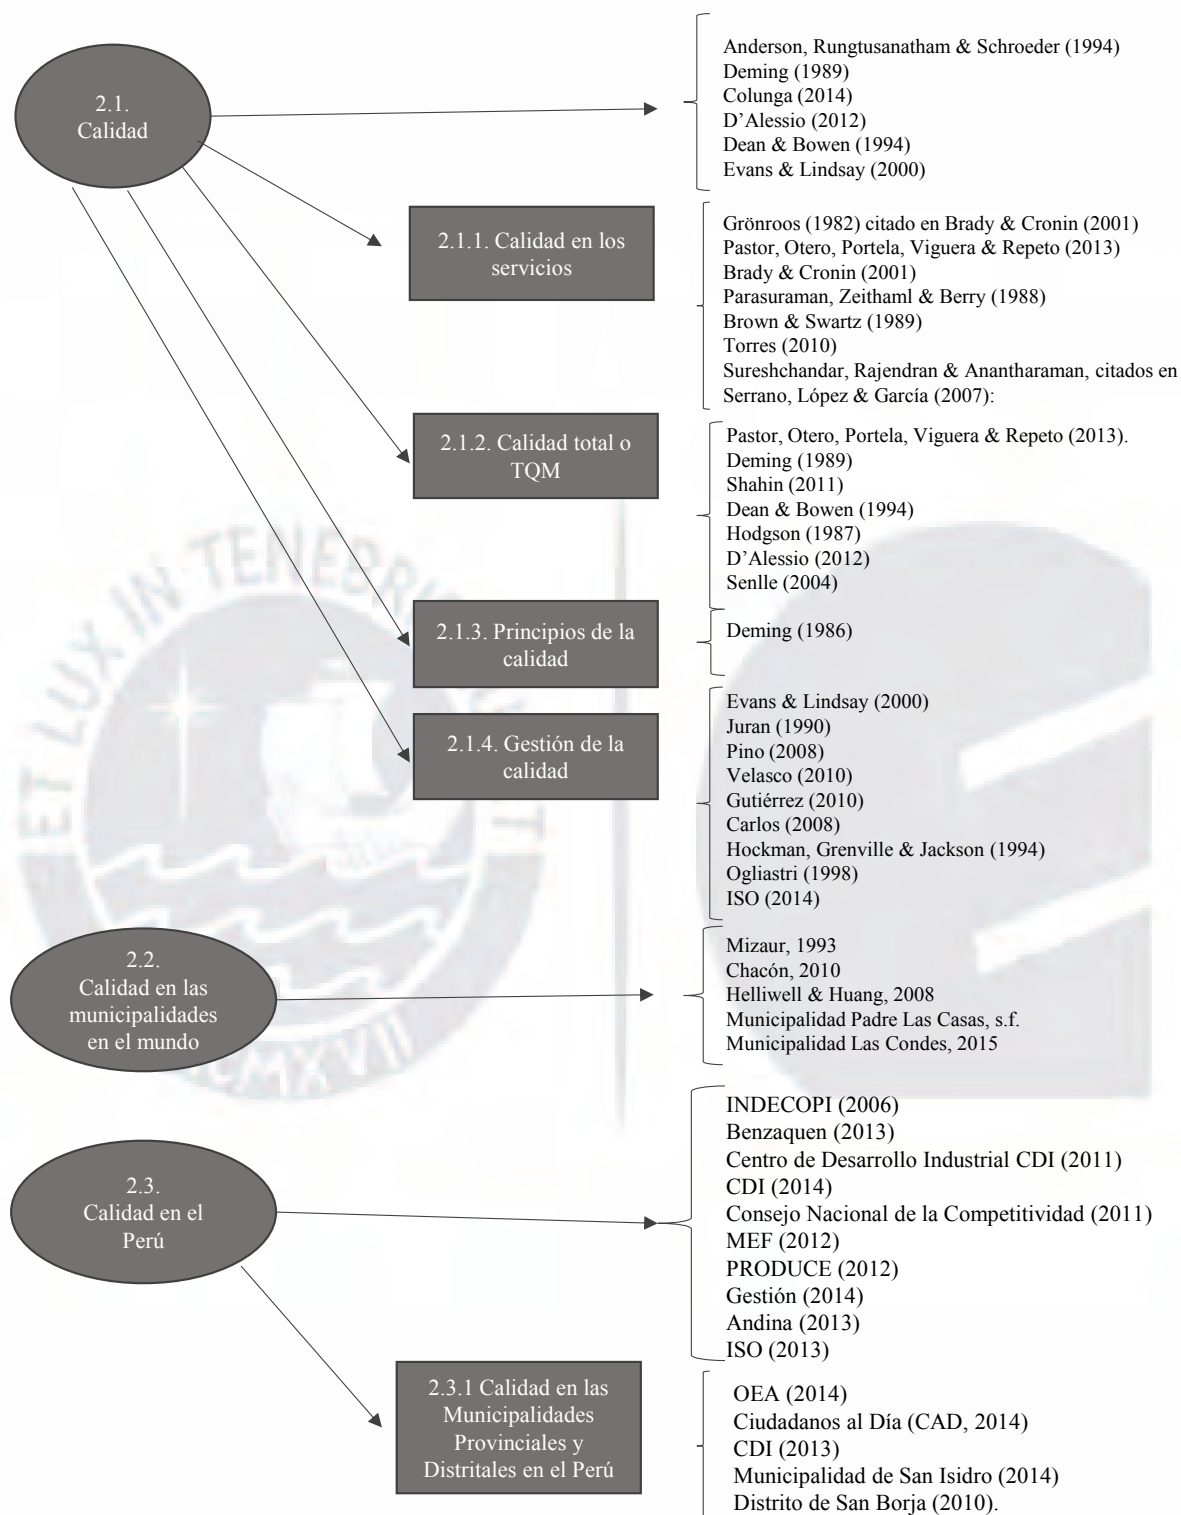 2.1.
Calidad
Anderson, Rungtusanatham & Schroeder (1994)
Deming (1989)
Colunga (2014)
D’Alessio (2012)
Dean & Bowen (1994)
Evans & Lindsay (2000)
2.1.1. Calidad en los
servicios
Grönroos (1982) citado en Brady & Cronin (2001)
Pastor, Otero, Portela, Viguera & Repeto (2013)
Brady & Cronin (2001)
Parasuraman, Zeithaml & Berry (1988)
Brown & Swartz (1989)
Torres (2010)
Sureshchandar, Rajendran & Anantharaman, citados en
Serrano, López & García (2007):
2.1.2. Calidad total o
TQM
Pastor, Otero, Portela, Viguera & Repeto (2013).
Deming (1989)
Shahin (2011)
Dean & Bowen (1994)
Hodgson (1987)
D’Alessio (2012)
Senlle (2004)
2.1.3. Principios de la
calidad
Deming (1986)
2.1.4. Gestión de la
calidad
Evans & Lindsay (2000)
Juran (1990)
Pino (2008)
Velasco (2010)
Gutiérrez (2010)
Carlos (2008)
Hockman, Grenville & Jackson (1994)
Ogliastri (1998)
ISO (2014)
2.2.
Calidad en las
municipalidades
en el mundo
Mizaur, 1993
Chacón, 2010
Helliwell & Huang, 2008
Municipalidad Padre Las Casas, s.f.
Municipalidad Las Condes, 2015
2.3.
Calidad en el
Perú
INDECOPI (2006)
Benzaquen (2013)
Centro de Desarrollo Industrial CDI (2011)
CDI (2014)
Consejo Nacional de la Competitividad (2011)
MEF (2012)
PRODUCE (2012)
Gestión (2014)
Andina (2013)
ISO (2013)
2.3.1 Calidad en las
Municipalidades
Provinciales y
Distritales en el Perú
OEA (2014)
Ciudadanos al Día (CAD, 2014)
CDI (2013)
Municipalidad de San Isidro (2014)
Distrito de San Borja (2010).
ET LUX IN TENEBRIS